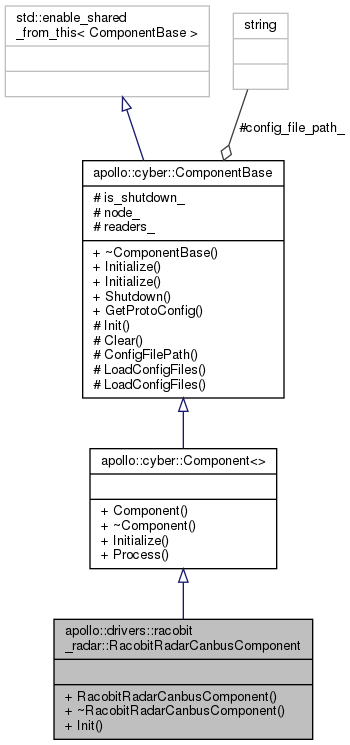 std::enable_shared
_from_this< ComponentBase >
string
#config_file_path_
apollo::cyber::ComponentBase
# is_shutdown_
# node_
# readers_
+ ~ComponentBase()
+ Initialize()
+ Initialize()
+ Shutdown()
+ GetProtoConfig()
# Init()
# Clear()
# ConfigFilePath()
# LoadConfigFiles()
# LoadConfigFiles()
apollo::cyber::Component<>
+ Component()
+ ~Component()
+ Initialize()
+ Process()
apollo::drivers::racobit
_radar::RacobitRadarCanbusComponent
+ RacobitRadarCanbusComponent()
+ ~RacobitRadarCanbusComponent()
+ Init()